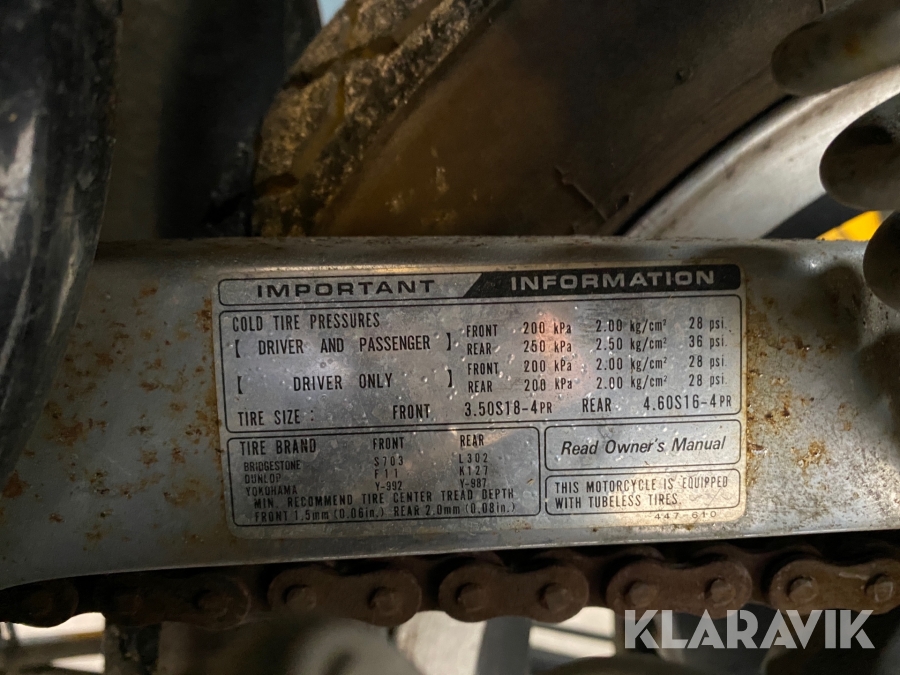 IMPORTANT INFORMATION
COLD TIRE PRESSURES
[ DRIVER AND PASSENGER ] FRONT 200 kPa 2.00 kg/cm² 28 psi.
REAR 250 kPa 2.50 kg/cm² 36 psi.
[ DRIVER ONLY ] FRONT 200 kPa 2.00 kg/cm² 28 psi.
REAR 200 kPa 2.00 kg/cm² 28 psi.
TIRE SIZE : FRONT 3.50S18-4PR REAR 4.60S16-4PR
TIRE BRAND FRONT REAR
BRIDGESTONE S703 L302
DUNLOP F11 K127
YOKOHAMA Y-992 Y-987
MIN. RECOMMEND TIRE CENTER TREAD DEPTH
FRONT 1.5mm (0.06in.) REAR 2.0mm (0.08in.)
Read Owner's Manual
THIS MOTORCYCLE IS EQUIPPED
WITH TUBELESS TIRES.
447-610
KLARAVIK